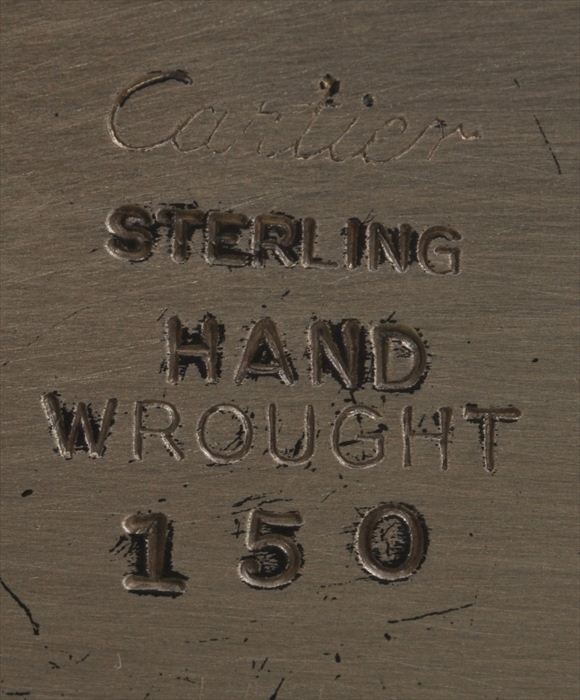 Cartier
STERLING
HAND
WROUGHT
150